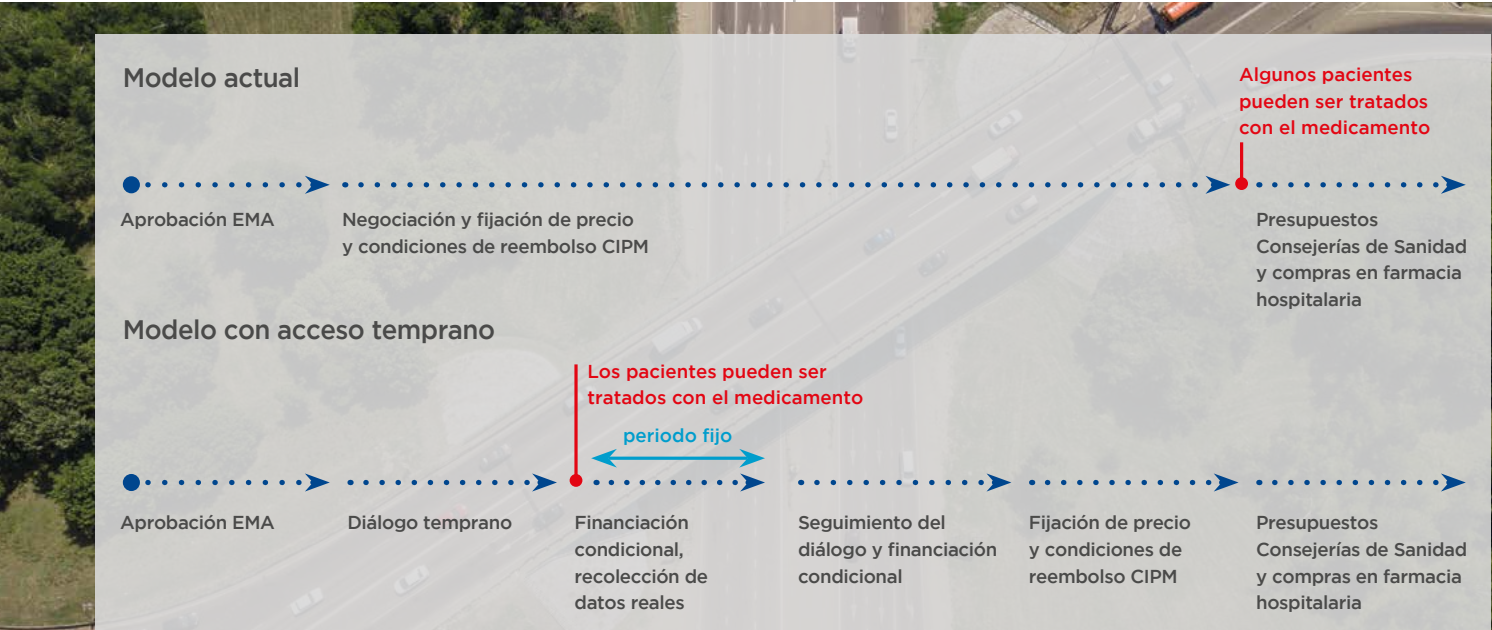 Modelo actual
Algunos pacientes
pueden ser tratados
con el medicamento
Aprobación EMA
Negociación y fijación de precio
y condiciones de reembolso CIPM
Presupuestos
Consejerías de Sanidad
y compras en farmacia
hospitalaria
Modelo con acceso temprano
Los pacientes pueden ser
tratados con el medicamento
periodo fijo
Aprobación EMA
Diálogo temprano
Financiación
condicional,
recolección de
datos reales
Seguimiento del
diálogo y financiación
condicional
Fijación de precio
y condiciones de
reembolso CIPM
Presupuestos
Consejerías de Sanidad
y compras en farmacia
hospitalaria